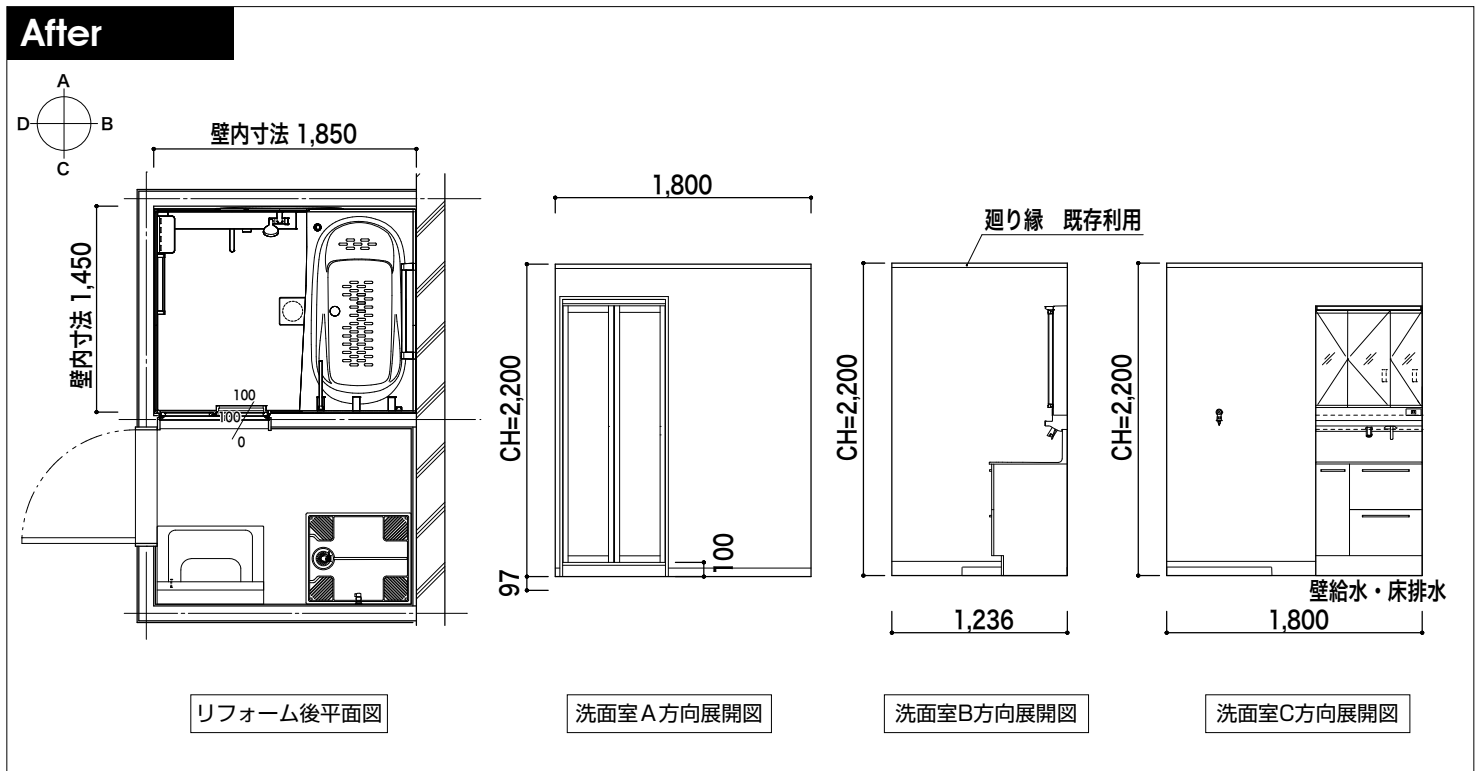 After
A
D
B
C
壁内寸法 1,850
壁内寸法 1,450
100
100
0
リフォーム後平面図
1,800
CH=2,200
97
100
洗面室A方向展開図
廻り縁　既存利用
CH=2,200
1,236
洗面室B方向展開図
CH=2,200
壁給水・床排水
1,800
洗面室C方向展開図